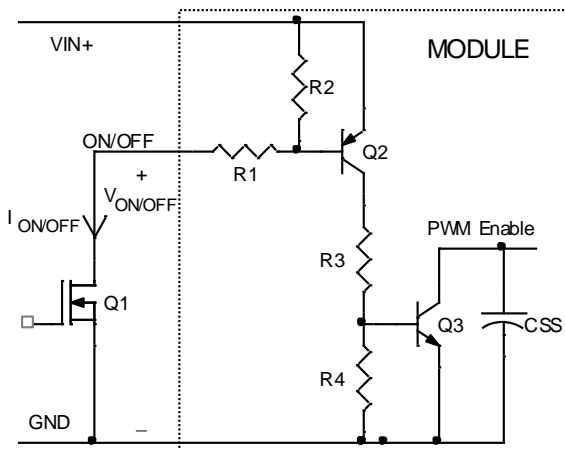 VIN+
MODULE
R2
ON/OFF
Q2
R1
+
V ON/OFF
I ON/OFF
PWM Enable
R3
Q1
Q3
CSS
R4
GND
_